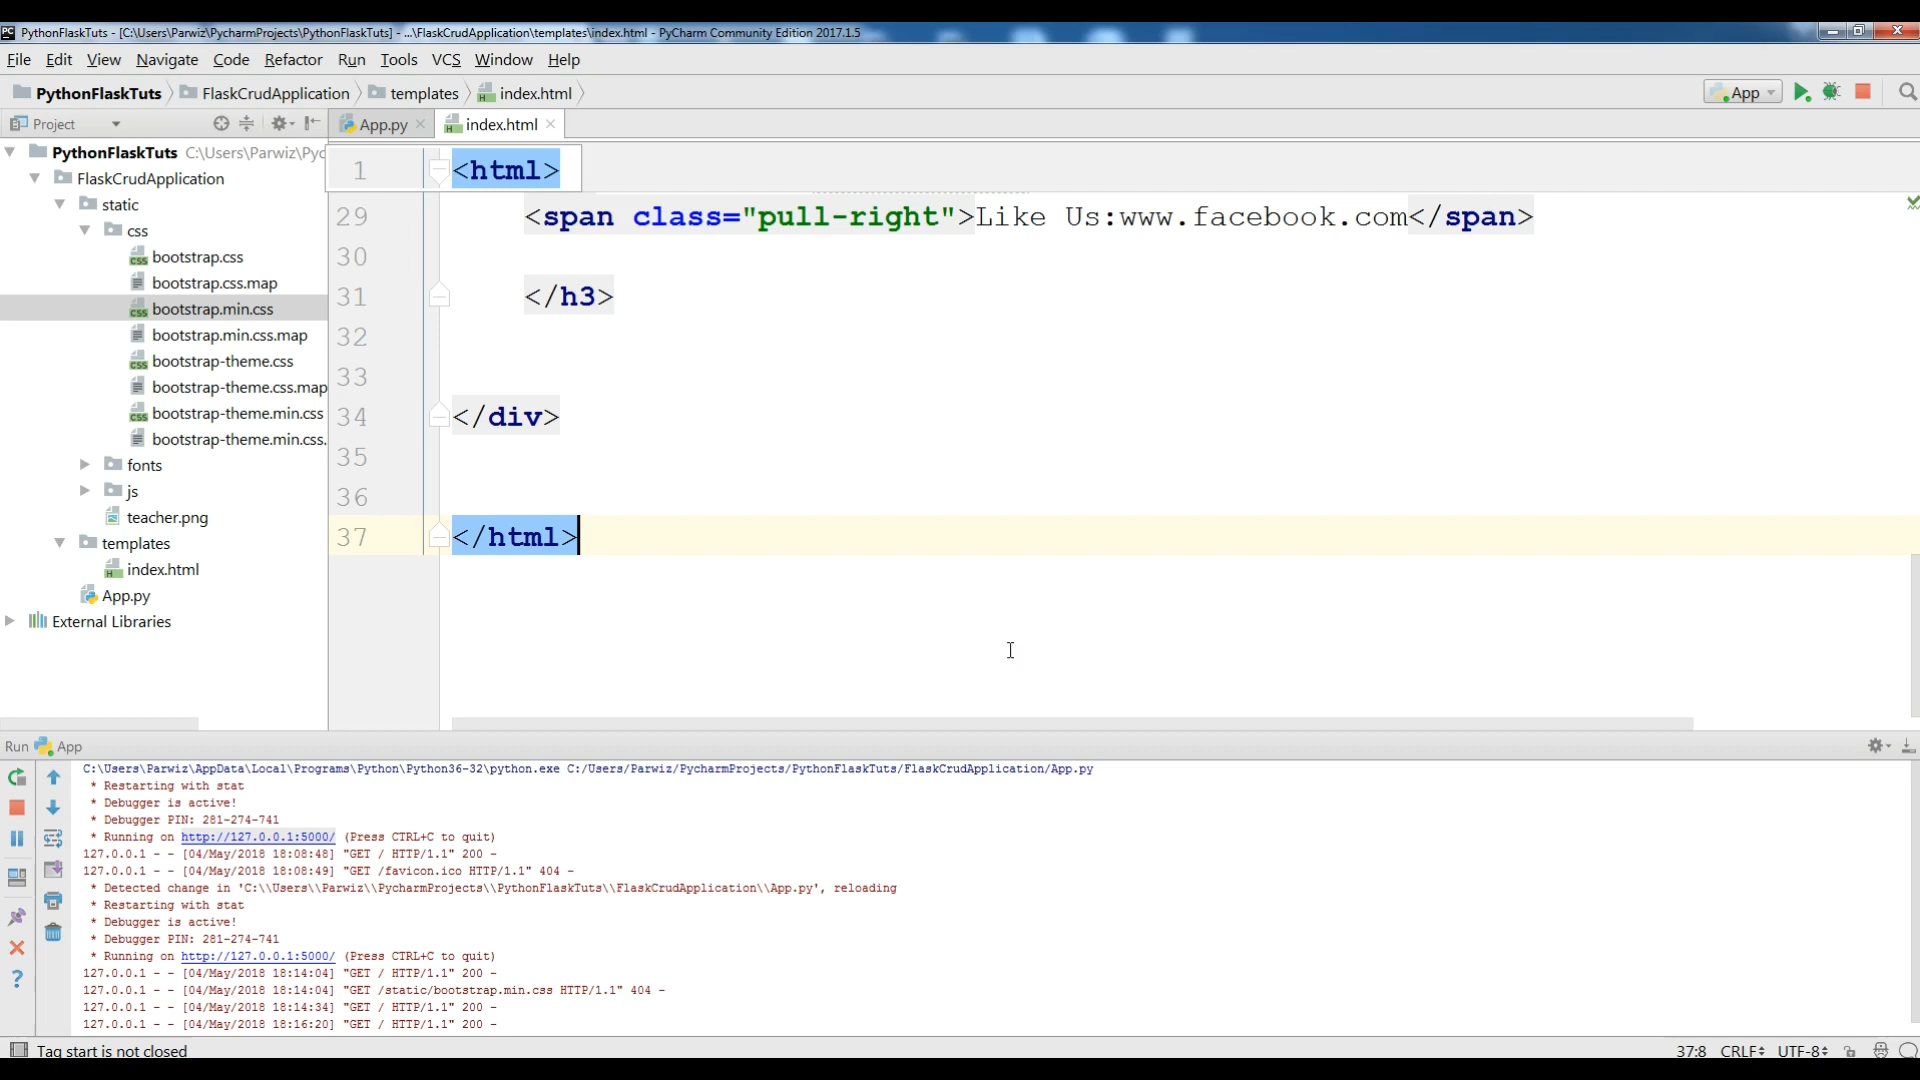 PythonFlaskTuts - [C:\Users\Parwiz\PycharmProjects\PythonFlaskTuts] - ...\FlaskCrudApplication\templates\index.html - PyCharm Community Edition 2017.1.5
File Edit View Navigate Code Refactor Run Tools VCS Window Help
PythonFlaskTuts FlaskCrudApplication templates index.html App
Project App.py index.html
PythonFlaskTuts C:\Users\Parwiz\Pyc
FlaskCrudApplication
static
css
bootstrap.css
bootstrap.css.map
bootstrap.min.css
bootstrap.min.css.map
bootstrap-theme.css
bootstrap-theme.css.map
bootstrap-theme.min.css
bootstrap-theme.min.css.
fonts
js
teacher.png
templates
index.html
App.py
External Libraries
1 <html>
29 <span class="pull-right">Like Us:www.facebook.com</span>
30
31 </h3>
32
33
34 </div>
35
36
37 </html>
Run App
C:\Users\Parwiz\AppData\Local\Programs\Python\Python36-32\python.exe C:/Users/Parwiz/PycharmProjects/PythonFlaskTuts/FlaskCrudApplication/App.py
* Restarting with stat
* Debugger is active!
* Debugger PIN: 281-274-741
* Running on http://127.0.0.1:5000/ (Press CTRL+C to quit)
127.0.0.1 - - [04/May/2018 18:08:48] "GET / HTTP/1.1" 200 -
127.0.0.1 - - [04/May/2018 18:08:49] "GET /favicon.ico HTTP/1.1" 404 -
* Detected change in 'C:\\Users\\Parwiz\\PycharmProjects\\PythonFlaskTuts\\FlaskCrudApplication\\App.py', reloading
* Restarting with stat
* Debugger is active!
* Debugger PIN: 281-274-741
* Running on http://127.0.0.1:5000/ (Press CTRL+C to quit)
127.0.0.1 - - [04/May/2018 18:14:04] "GET / HTTP/1.1" 200 -
127.0.0.1 - - [04/May/2018 18:14:04] "GET /static/bootstrap.min.css HTTP/1.1" 404 -
127.0.0.1 - - [04/May/2018 18:14:34] "GET / HTTP/1.1" 200 -
127.0.0.1 - - [04/May/2018 18:16:20] "GET / HTTP/1.1" 200 -
Tag start is not closed 37:8 CRLF UTF-8